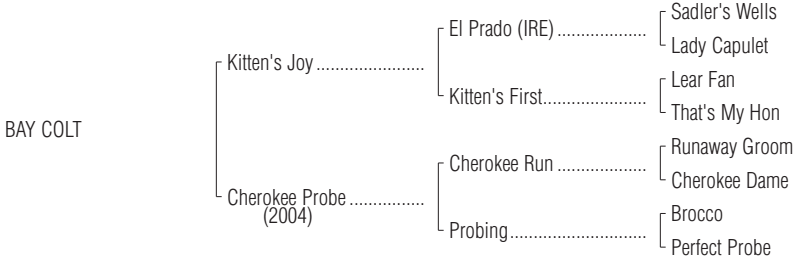 Sadler's Wells
El Prado (IRE) ....................
Lady Capulet
Kitten's Joy ........................
Lear Fan
Kitten's First.......................
That's My Hon
BAY COLT
Runaway Groom
Cherokee Run ....................
Cherokee Dame
Cherokee Probe .................
(2004)
Brocco
Probing...............................
Perfect Probe